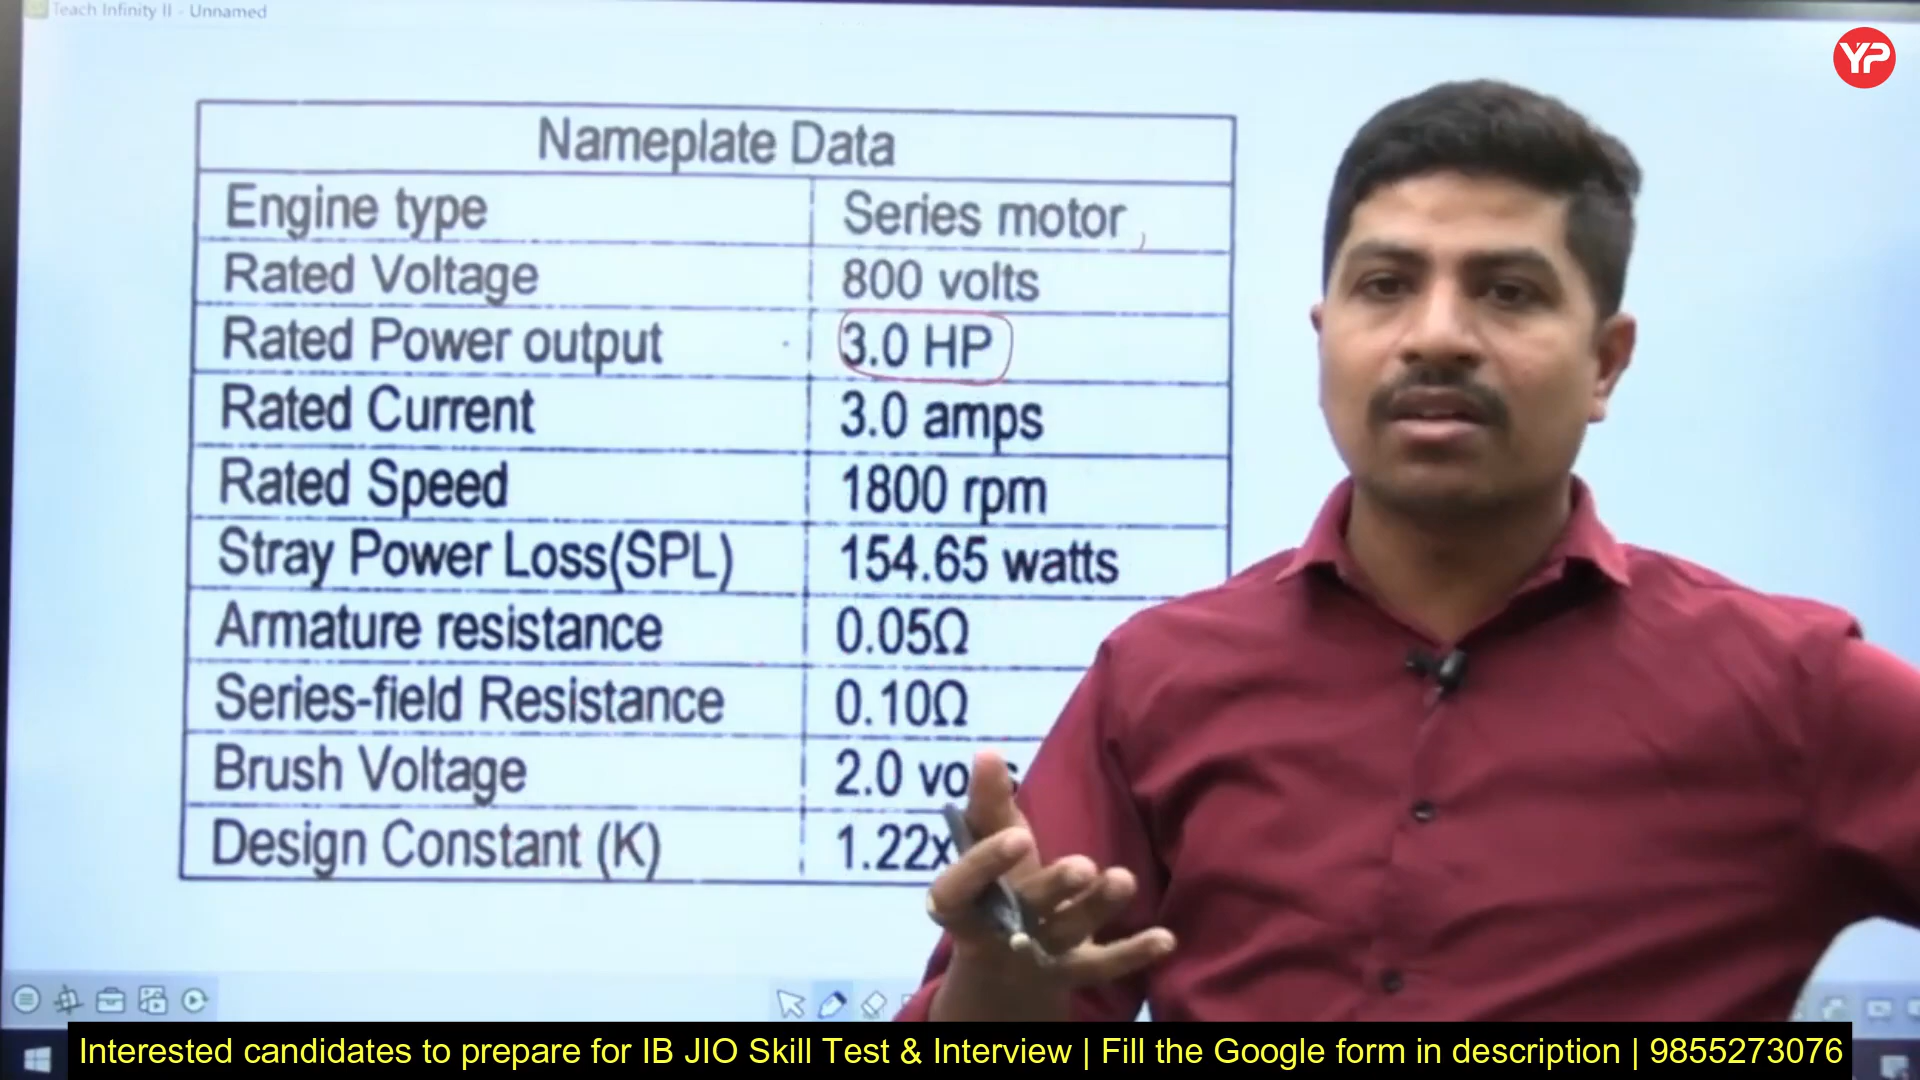 Teach Infinity II - Unnamed
YP
Nameplate Data
Engine type Series motor
Rated Voltage 800 volts
Rated Power output 3.0 HP
Rated Current 3.0 amps
Rated Speed 1800 rpm
Stray Power Loss(SPL) 154.65 watts
Armature resistance 0.05Ω
Series-field Resistance 0.10Ω
Brush Voltage 2.0
Design Constant (K) 1.22x
Interested candidates to prepare for IB JIO Skill Test & Interview | Fill the Google form in description | 9855273076